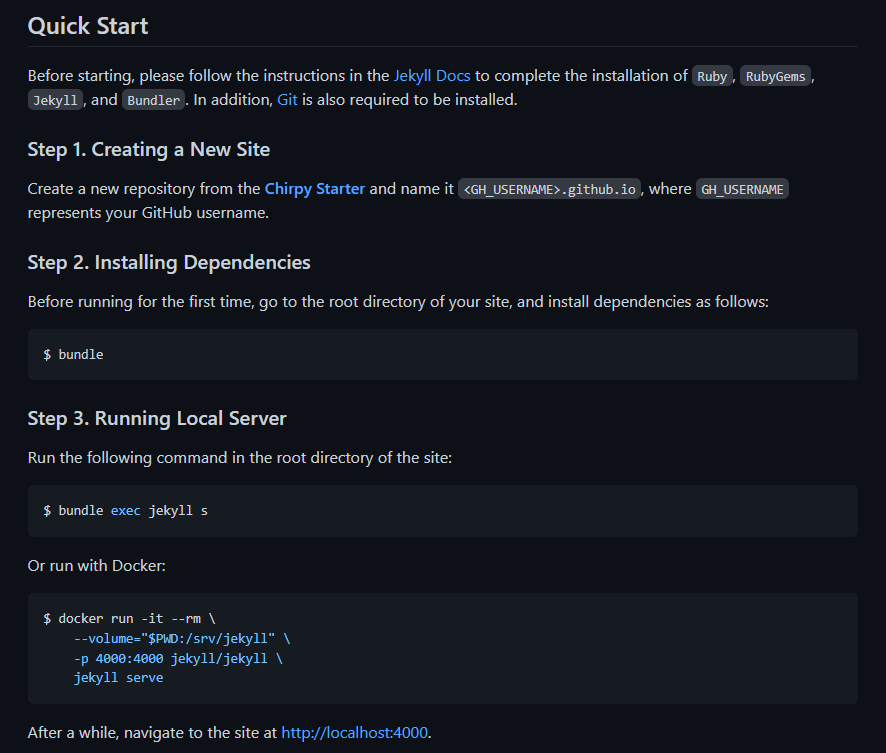 Quick Start
Before starting, please follow the instructions in the Jekyll Docs to complete the installation of Ruby, RubyGems,
Jekyll, and Bundler. In addition, Git is also required to be installed.
Step 1. Creating a New Site
Create a new repository from the Chirpy Starter and name it <GH_USERNAME>.github.io, where GH_USERNAME
represents your GitHub username.
Step 2. Installing Dependencies
Before running for the first time, go to the root directory of your site, and install dependencies as follows:
$ bundle
Step 3. Running Local Server
Run the following command in the root directory of the site:
$ bundle exec jekyll s
Or run with Docker:
$ docker run -it --rm \
--volume="$PWD:/srv/jekyll" \
-p 4000:4000 jekyll/jekyll \
jekyll serve
After a while, navigate to the site at http://localhost:4000.